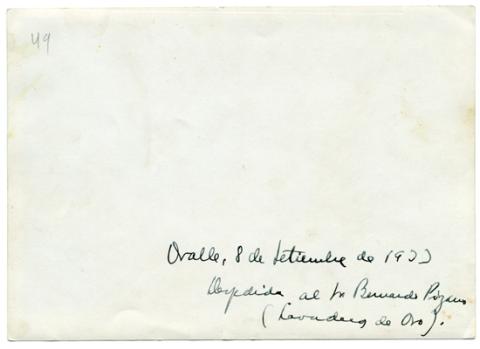 49
Ovalle, 8 de Setiembre de 1933
Despedida al Sr Bernardo
(Lavaderos de Oro).